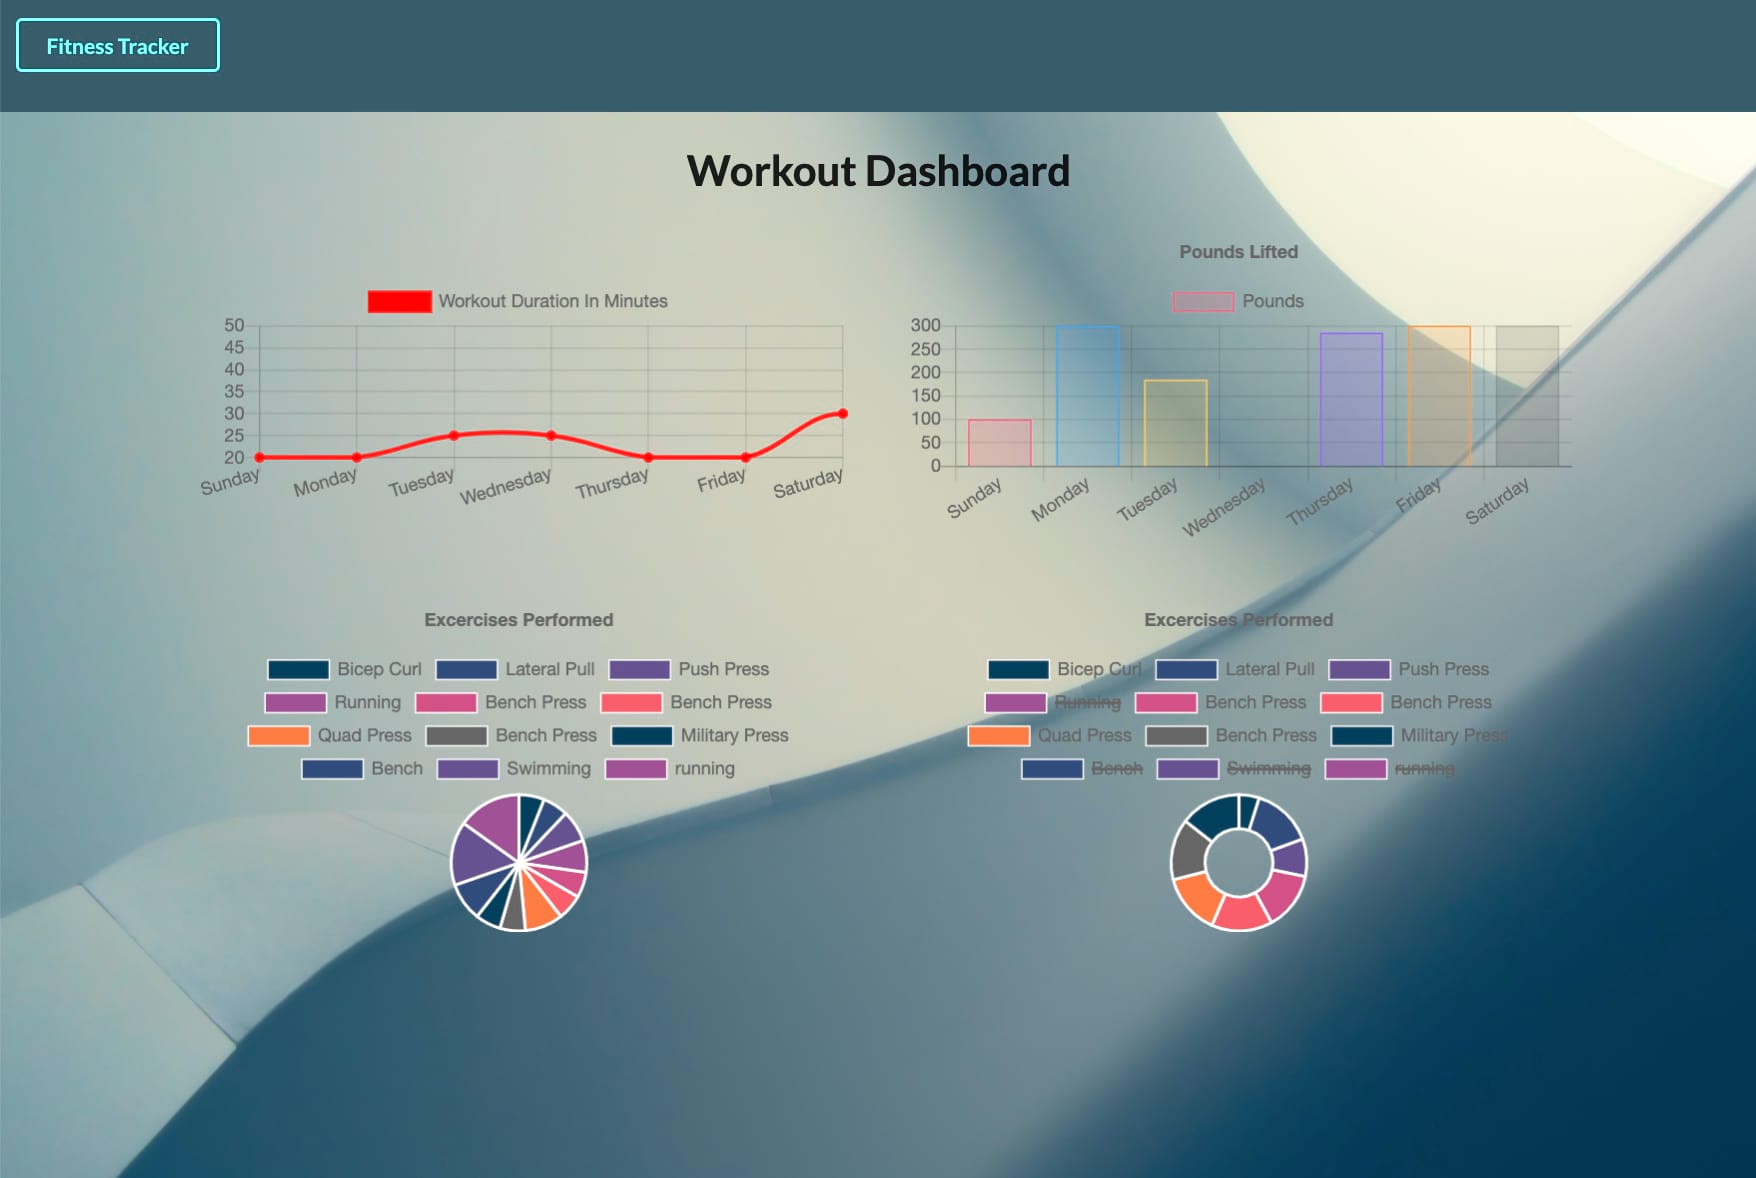 Fitness Tracker
Workout Dashboard
Workout Duration In Minutes
50
45
40
35
30
25
20
Sunday Monday Tuesday Wednesday Thursday Friday Saturday
Pounds Lifted
Pounds
300
250
200
150
100
50
0
Sunday Monday Tuesday Wednesday Thursday Friday Saturday
Excercises Performed
Bicep Curl Lateral Pull Push Press
Running Bench Press Bench Press
Quad Press Bench Press Military Press
Bench Swimming running
Excercises Performed
Bicep Curl Lateral Pull Push Press
Running Bench Press Bench Press
Quad Press Bench Press Military Press
Bench Swimming running